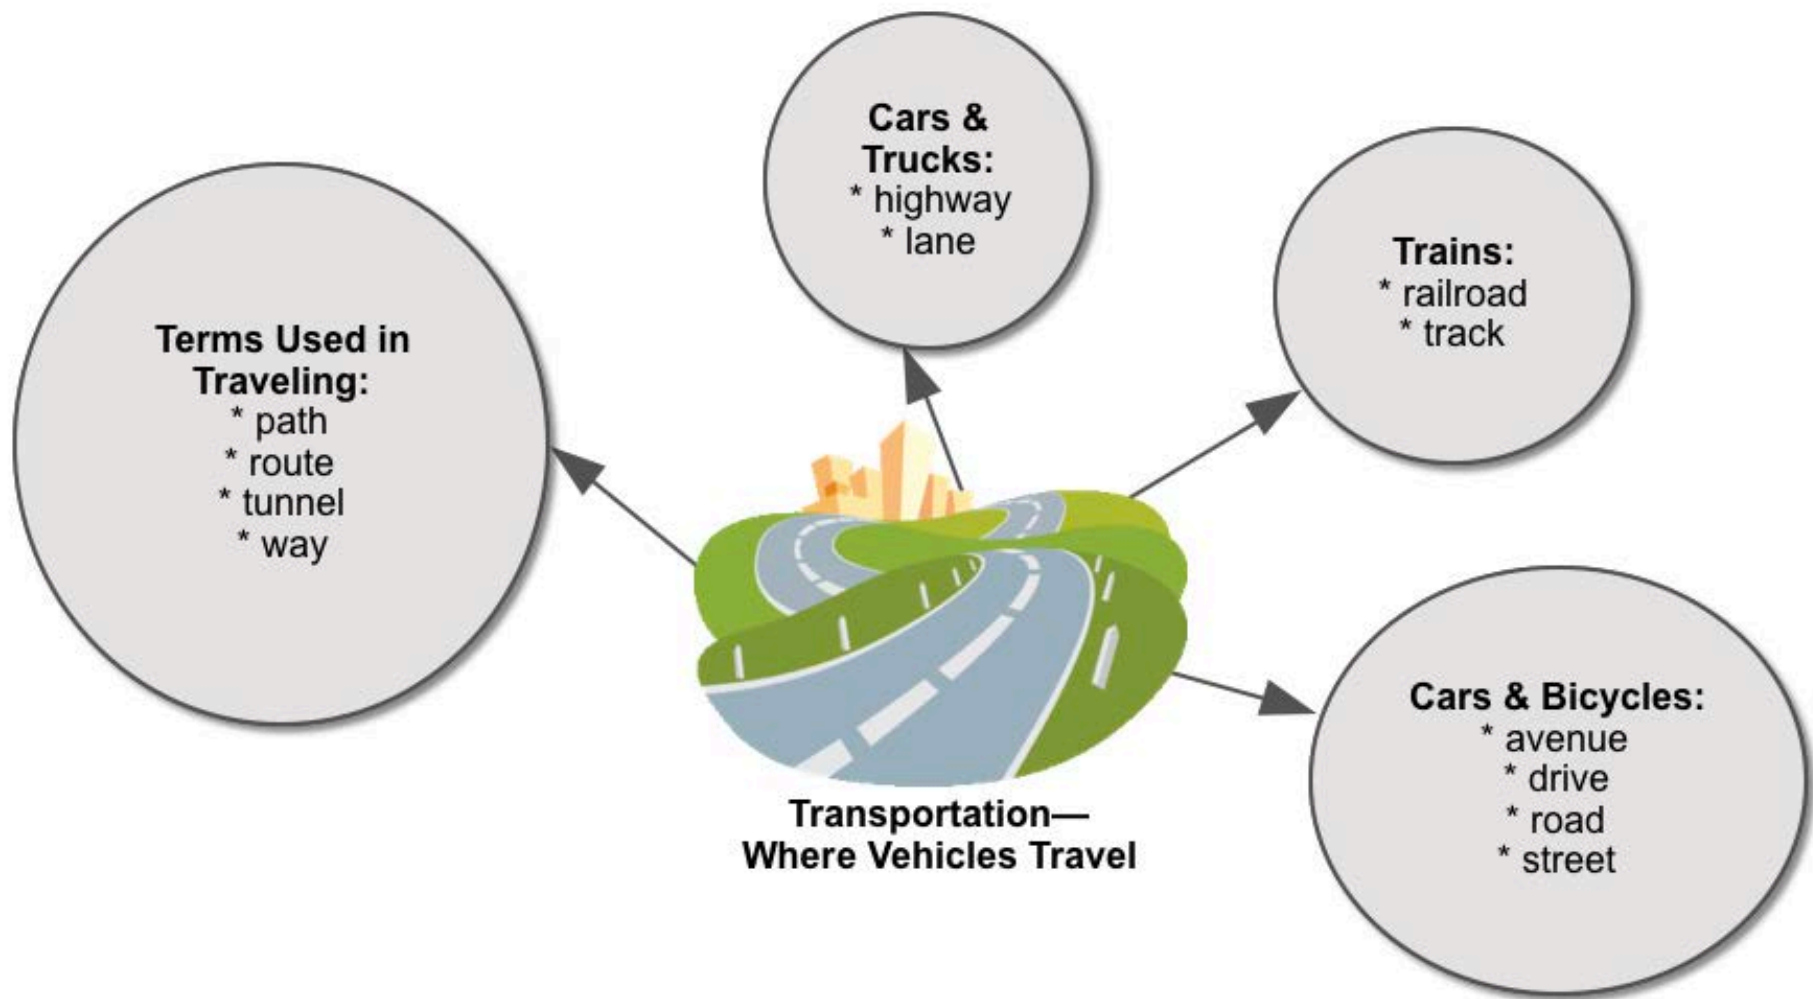 Cars &
Trucks:
* highway
* lane
Trains:
* railroad
* track
Terms Used in
Traveling:
* path
* route
* tunnel
* way
Cars & Bicycles:
* avenue
* drive
* road
* street
Transportation—
Where Vehicles Travel